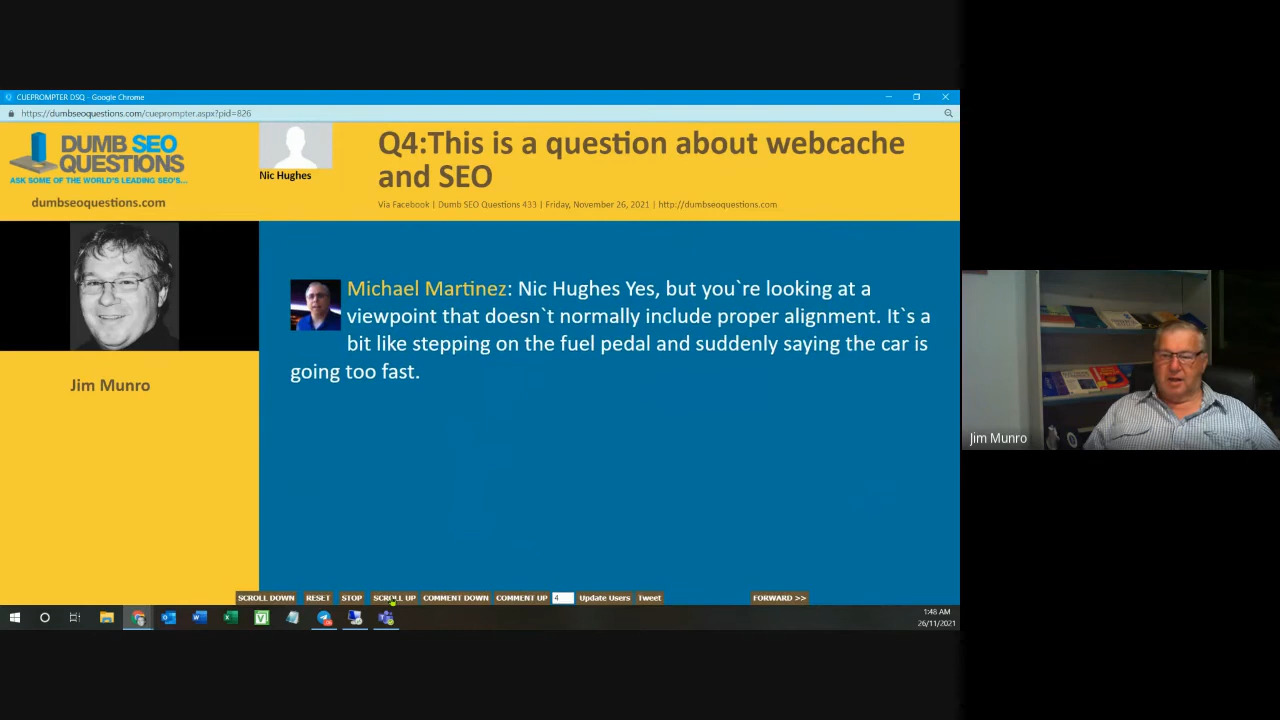 CUEPROMPTER DSQ - Google Chrome
https://dumbseoquestions.com/cueprompter.aspx?pid=826
DUMB SEO
QUESTIONS
ASK SOME OF THE WORLD'S LEADING SEO'S...
dumbseoquestions.com
Nic Hughes
Q4:This is a question about webcache
and SEO
Via Facebook | Dumb SEO Questions 433 | Friday, November 26, 2021 | http://dumbseoquestions.com
Jim Munro
Michael Martinez: Nic Hughes Yes, but you`re looking at a
viewpoint that doesn`t normally include proper alignment. It`s a
bit like stepping on the fuel pedal and suddenly saying the car is
going too fast.
Jim Munro
SCROLL DOWN RESET STOP SCROLL UP COMMENT DOWN COMMENT UP 4 Update Users Tweet FORWARD >>
1:48 AM
26/11/2021